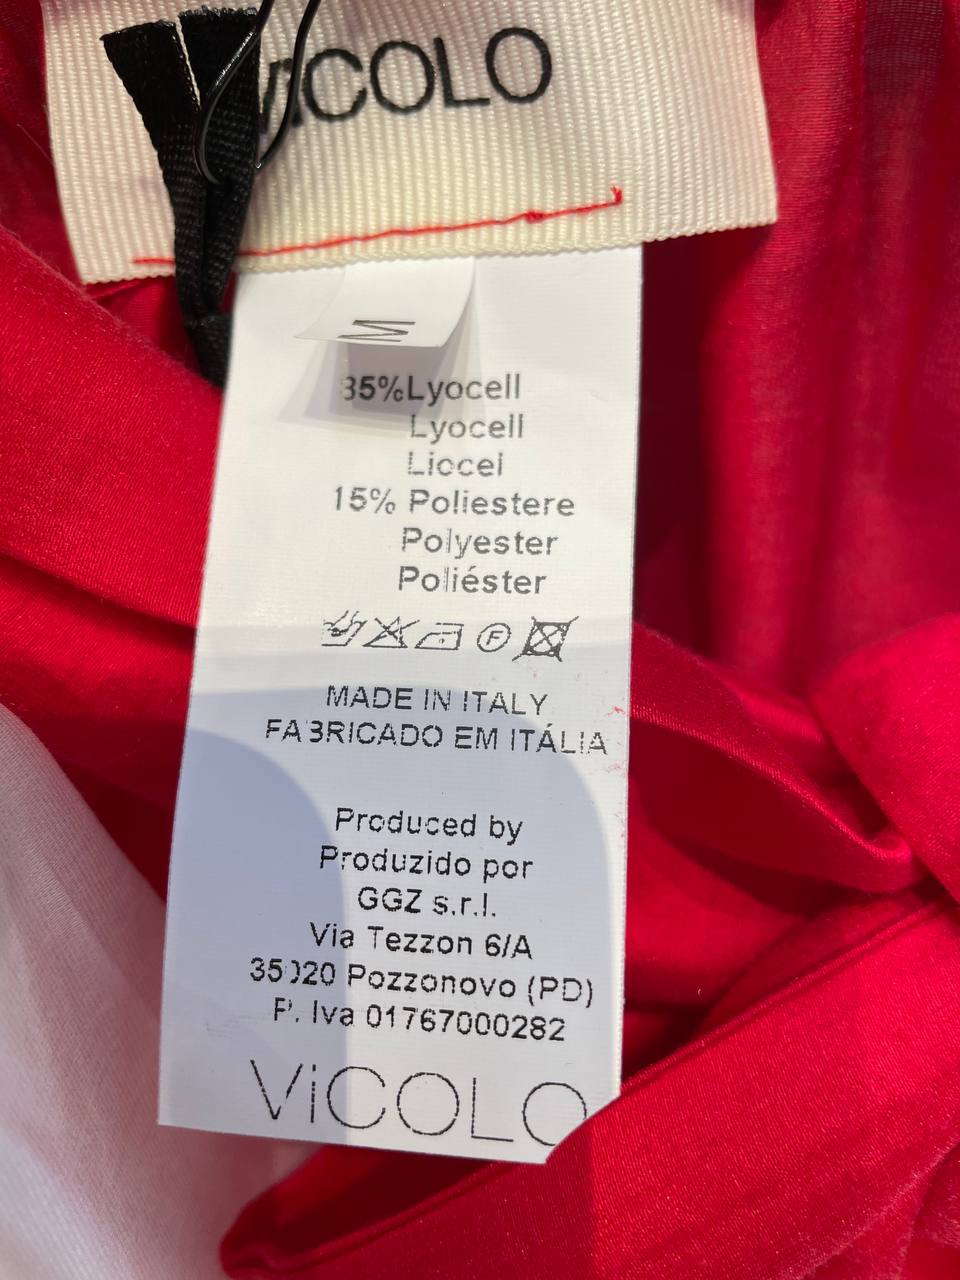 ViCOLO
M
85%Lyocell
Lyocell
Liocel
15% Poliestere
Polyester
Poliéster
F
MADE IN ITALY
FABRICADO EM ITÁLIA
Produced by
Produzido por
GGZ s.r.l.
Via Tezzon 6/A
35020 Pozzonovo (PD)
P. Iva 01767000282
ViCOLO